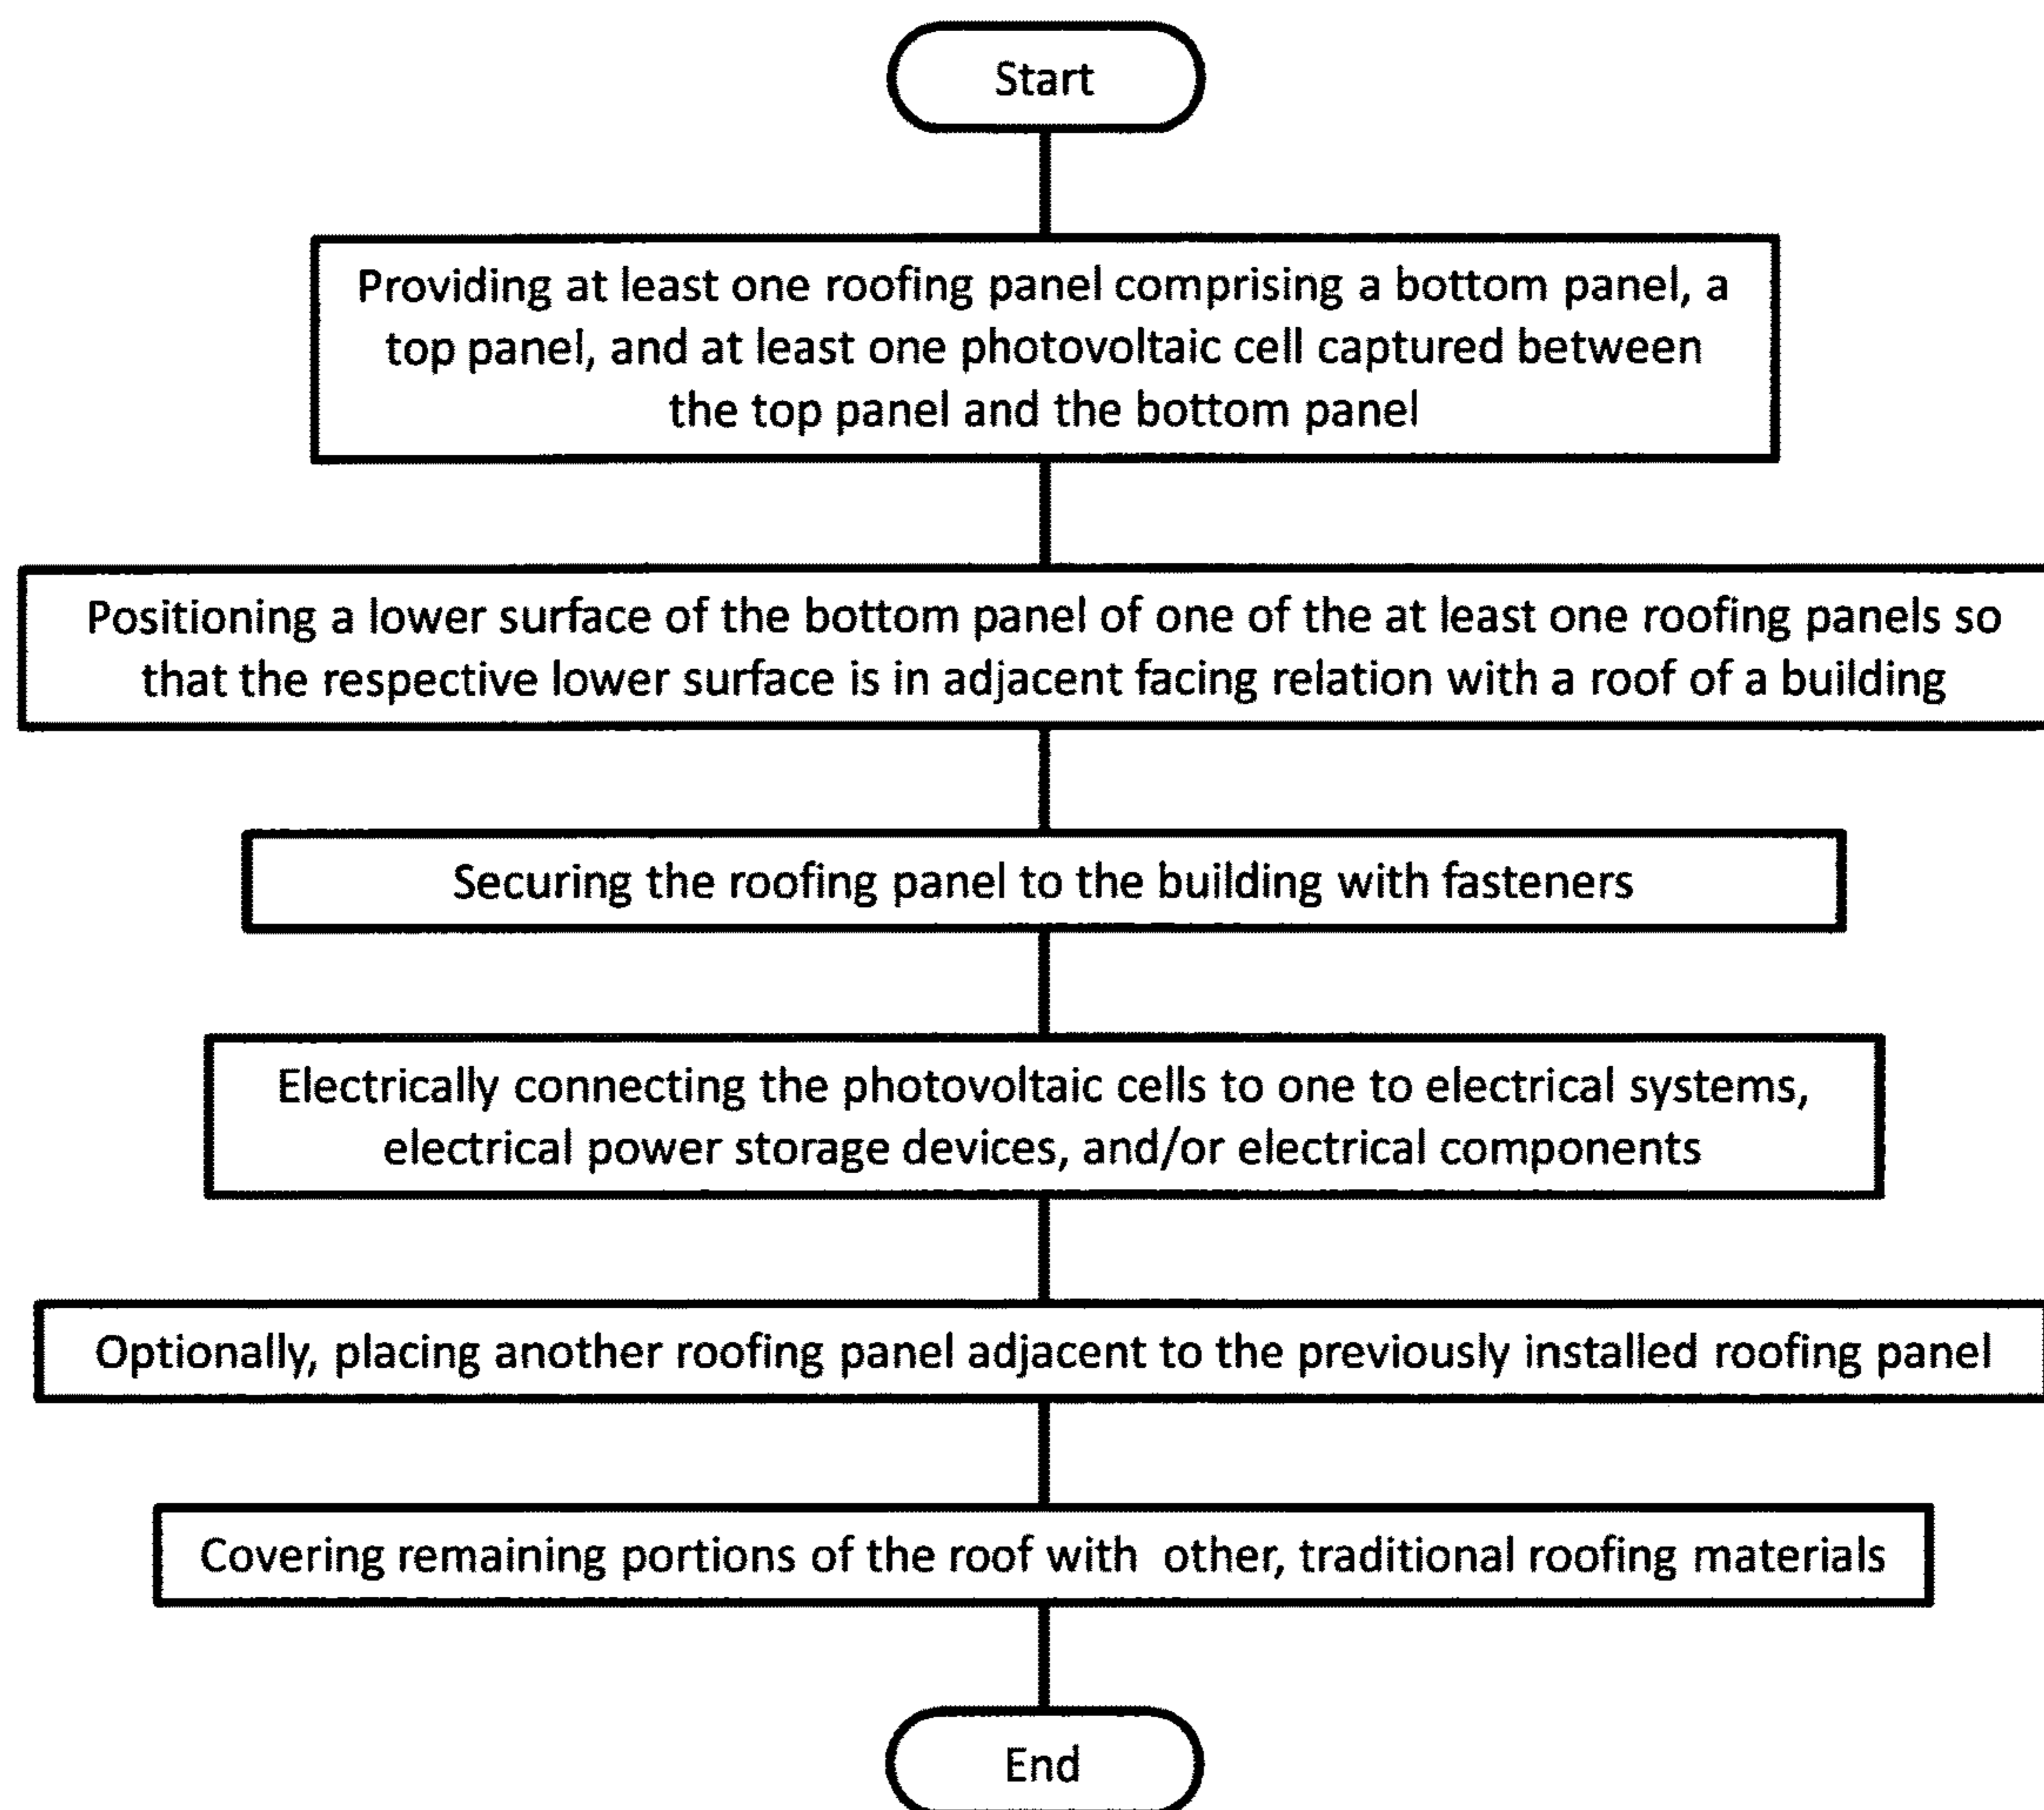 Start
Providing at least one roofing panel comprising a bottom panel, a
top panel, and at least one photovoltaic cell captured between
the top panel and the bottom panel
Positioning a lower surface of the bottom panel of one of the at least one roofing panels so
that the respective lower surface is in adjacent facing relation with a roof of a building
Securing the roofing panel to the building with fasteners
Electrically connecting the photovoltaic cells to one to electrical systems,
electrical power storage devices, and/or electrical components
Optionally, placing another roofing panel adjacent to the previously installed roofing panel
Covering remaining portions of the roof with other, traditional roofing materials
End